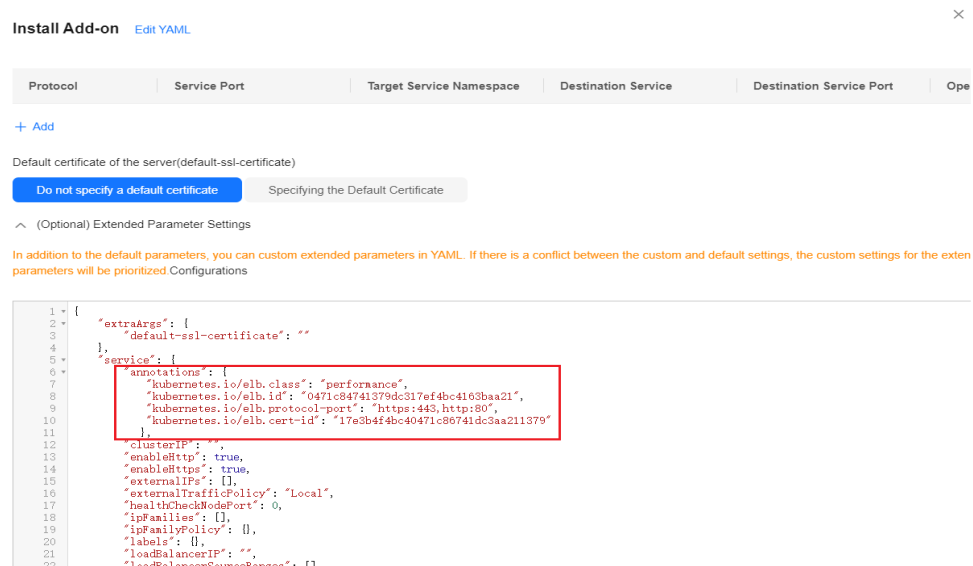 Install Add-on Edit YAML
Protocol Service Port Target Service Namespace Destination Service Destination Service Port Ope
+ Add
Default certificate of the server(default-ssl-certificate)
Do not specify a default certificate Specifying the Default Certificate
(Optional) Extended Parameter Settings
In addition to the default parameters, you can custom extended parameters in YAML. If there is a conflict between the custom and default settings, the custom settings for the exten
parameters will be prioritized.Configurations
1 {
2 "extraArgs": {
3 "default-ssl-certificate": ""
4 },
5 "service": {
6 "annotations": {
7 "kubernetes.io/elb.class": "performance",
8 "kubernetes.io/elb.id": "0471c84741379dc317ef4bc4163baa21",
9 "kubernetes.io/elb.protocol-port": "https:443,http:80",
10 "kubernetes.io/elb.cert-id": "17e3b4f4bc40471c86741dc3aa211379"
11 },
12 "clusterIP": "",
13 "enableHttp": true,
14 "enableHttps": true,
15 "externalIPs": [],
16 "externalTrafficPolicy": "Local",
17 "healthCheckNodePort": 0,
18 "ipFamilies": [],
19 "ipFamilyPolicy": {},
20 "labels": {},
21 "loadBalancerIP": "",
22 "loadBalancerSourceRanges": []